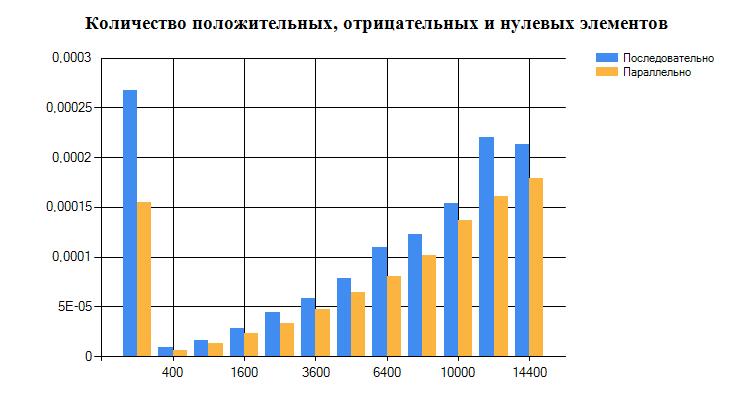 Количество положительных, отрицательных и нулевых элементов
0,0003
0,00025
0,0002
0,00015
0,0001
5E-05
0
400 1600 3600 6400 10000 14400
Последовательно
Параллельно